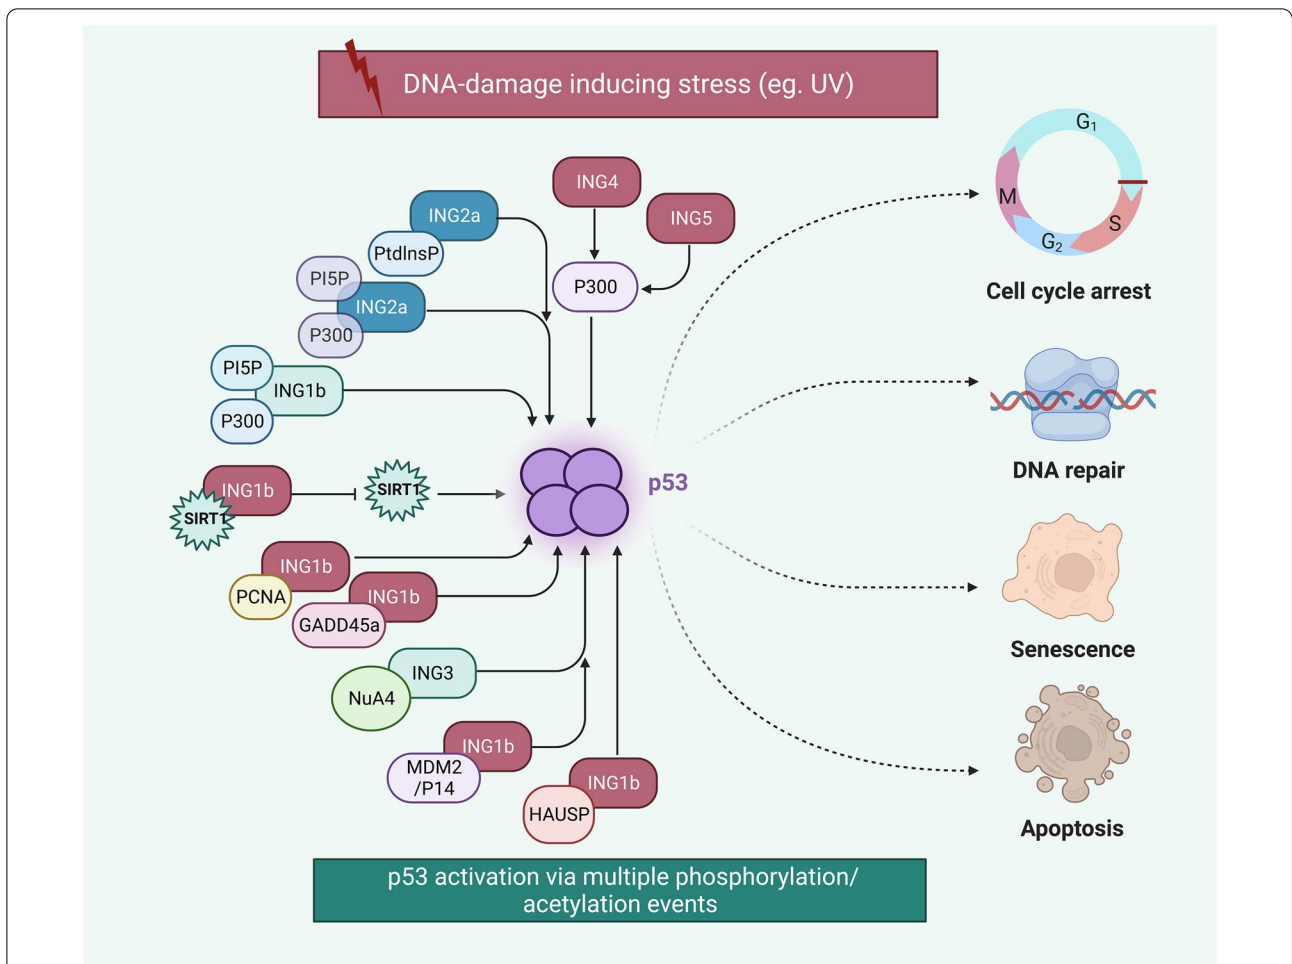 DNA-damage inducing stress (eg. UV)
ING4
ING2a
ING5
PtdInsP
PI5P
P300
ING2a
P300
PI5P
ING1b
P300
ING1b
SIRT1
SIRT1
p53
ING1b
PCNA
ING1b
GADD45a
ING3
NuA4
ING1b
MDM2
/P14
ING1b
HAUSP
G1
M
S
G2
Cell cycle arrest
DNA repair
Senescence
Apoptosis
p53 activation via multiple phosphorylation/
acetylation events